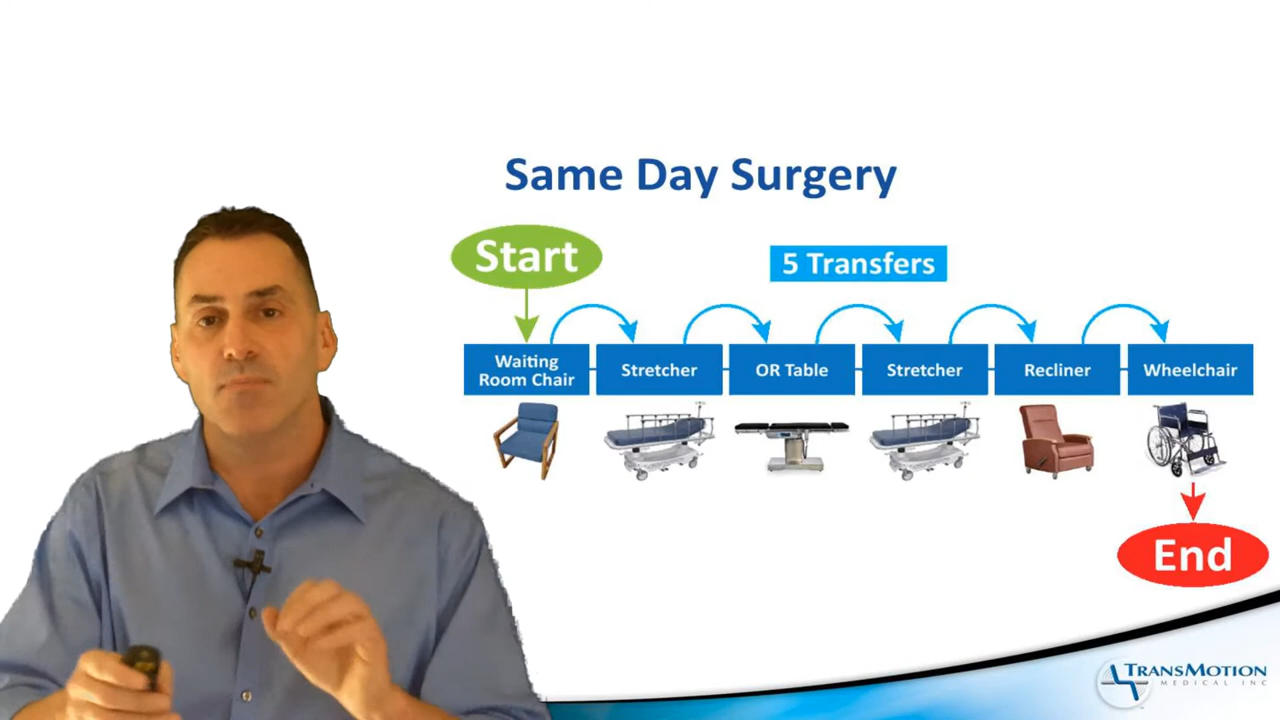 Same Day Surgery
Start
5 Transfers
Waiting
Room Chair
Stretcher
OR Table
Stretcher
Recliner
Wheelchair
End
TRANSMOTION
MEDICAL INC